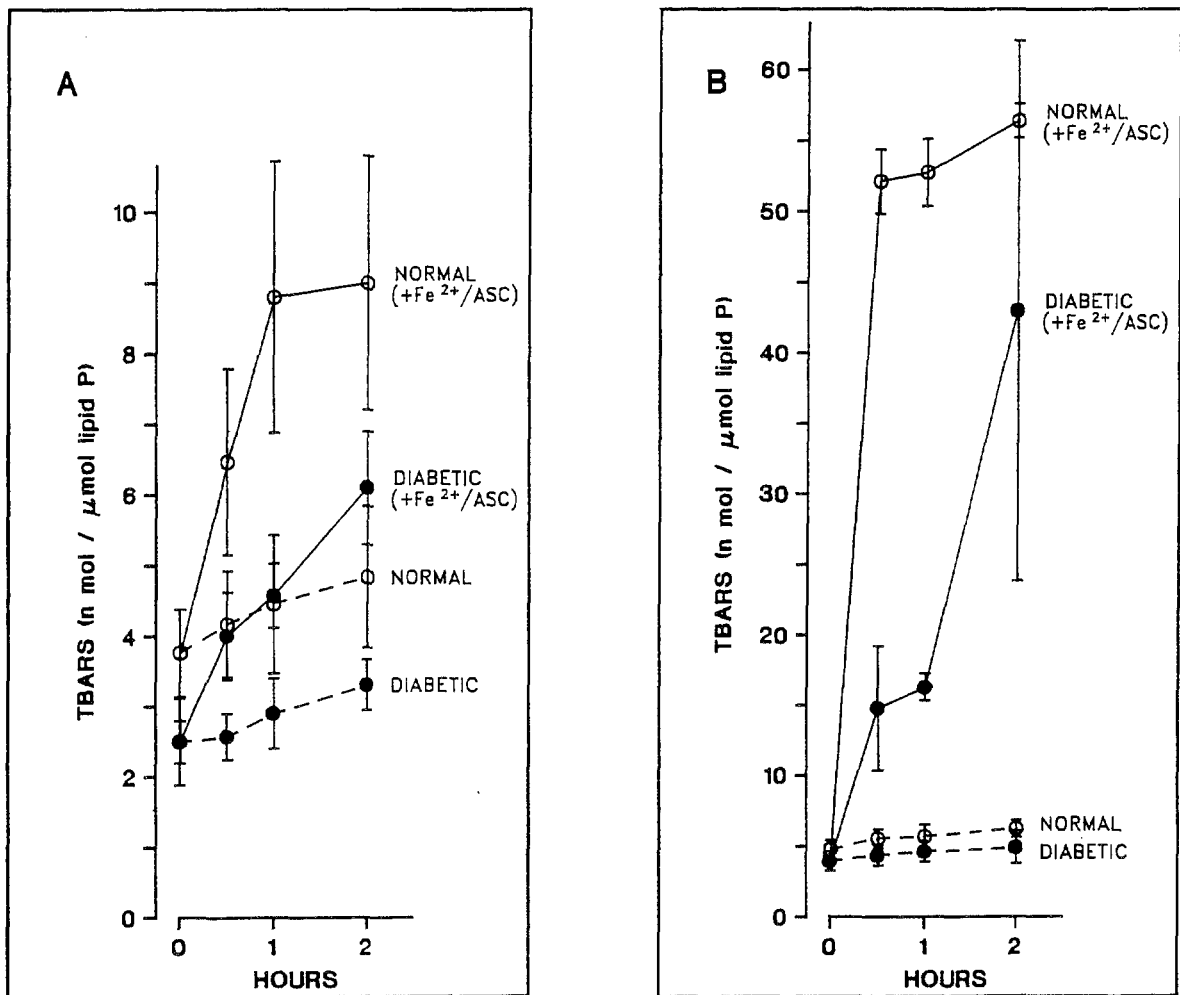 A
TBARS (n mol / μmol lipid P)
10
8
6
4
2
0
NORMAL
(+Fe²⁺/ASC)
DIABETIC
(+Fe²⁺/ASC)
NORMAL
DIABETIC
0 1 2
HOURS
B
TBARS (n mol / μmol lipid P)
60
50
40
30
20
10
0
NORMAL
(+Fe²⁺/ASC)
DIABETIC
(+Fe²⁺/ASC)
NORMAL
DIABETIC
0 1 2
HOURS